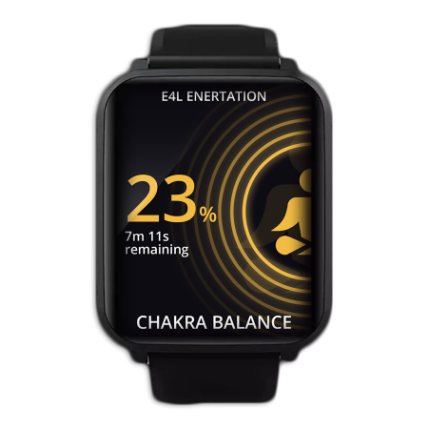 E4L ENERTATION
23%
7m 11s
remaining
CHAKRA BALANCE